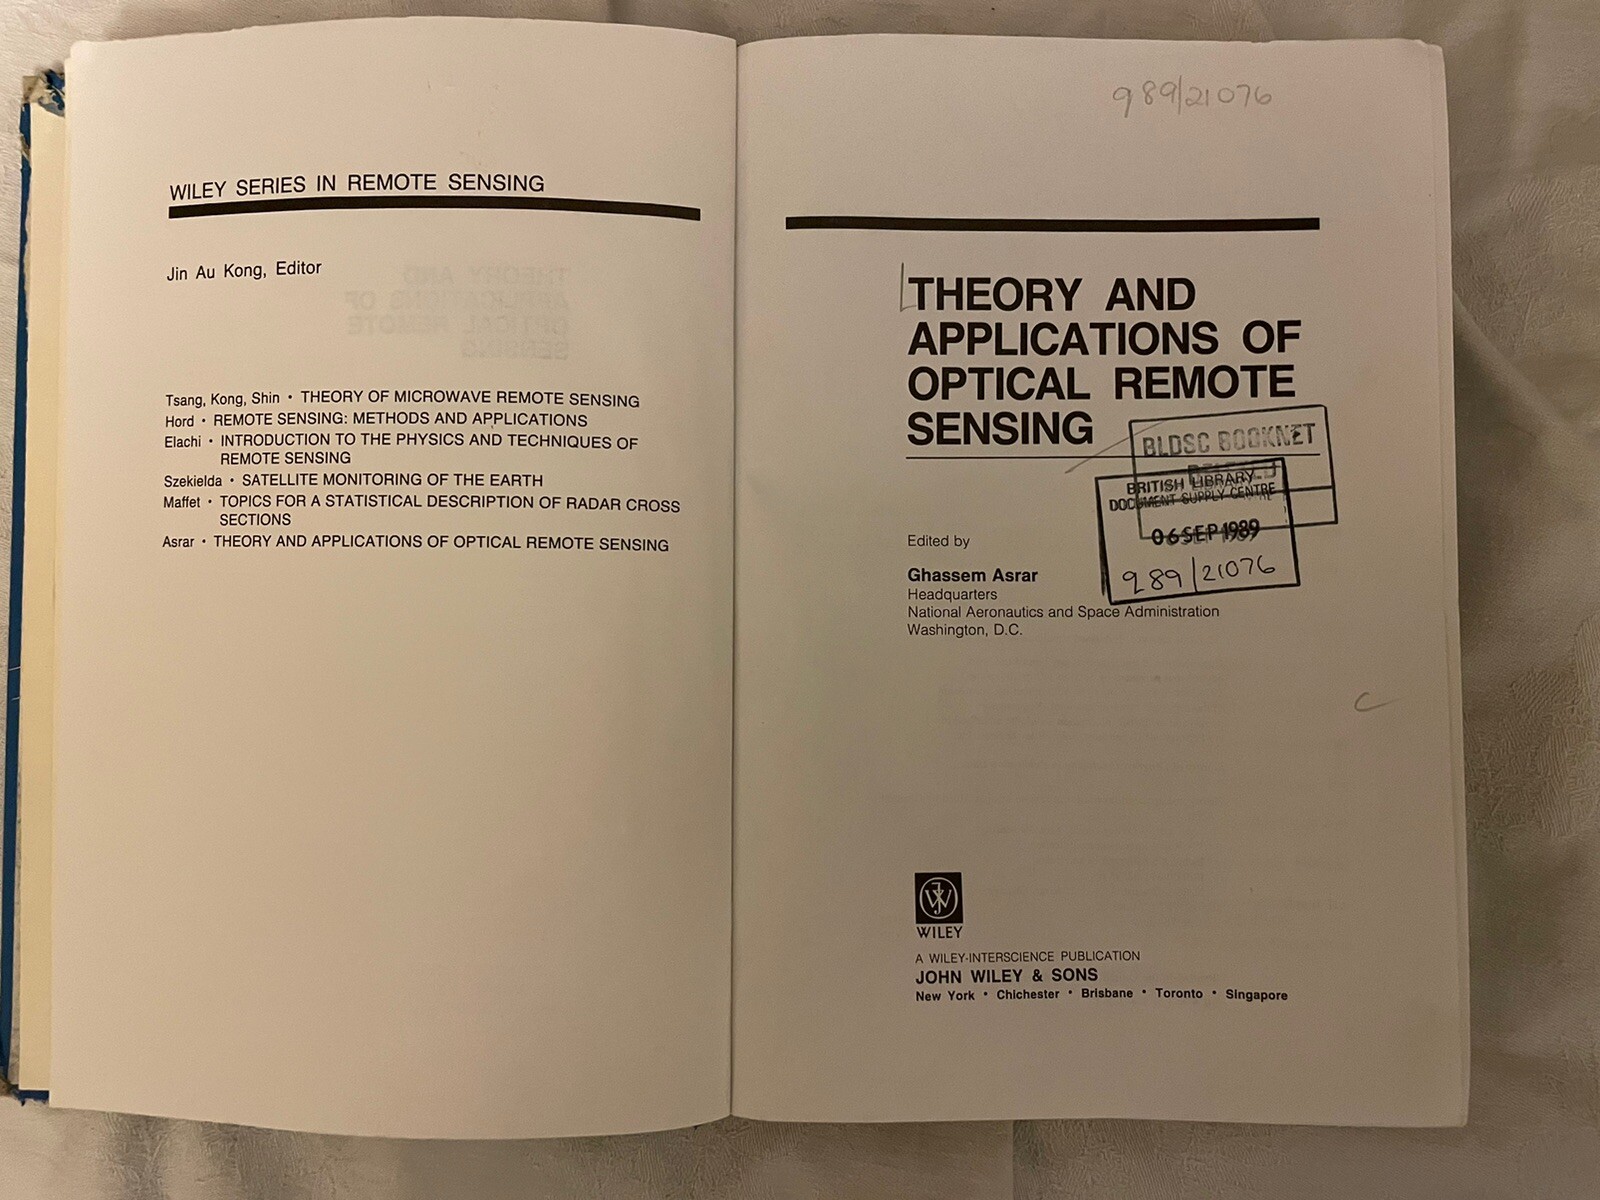 WILEY SERIES IN REMOTE SENSING
Jin Au Kong, Editor
Tsang, Kong, Shin • THEORY OF MICROWAVE REMOTE SENSING
Hord • REMOTE SENSING: METHODS AND APPLICATIONS
Elachi • INTRODUCTION TO THE PHYSICS AND TECHNIQUES OF
REMOTE SENSING
Szekielda • SATELLITE MONITORING OF THE EARTH
Maffet • TOPICS FOR A STATISTICAL DESCRIPTION OF RADAR CROSS
SECTIONS
Asrar • THEORY AND APPLICATIONS OF OPTICAL REMOTE SENSING
989/21076
THEORY AND
APPLICATIONS OF
OPTICAL REMOTE
SENSING
BLDSC BOOKNET
BRITISH LIBRARY
DOCUMENT SUPPLY CENTRE
06 SEP 1989
989/21076
Edited by
Ghassem Asrar
Headquarters
National Aeronautics and Space Administration
Washington, D.C.
WILEY
A WILEY-INTERSCIENCE PUBLICATION
JOHN WILEY & SONS
New York • Chichester • Brisbane • Toronto • Singapore